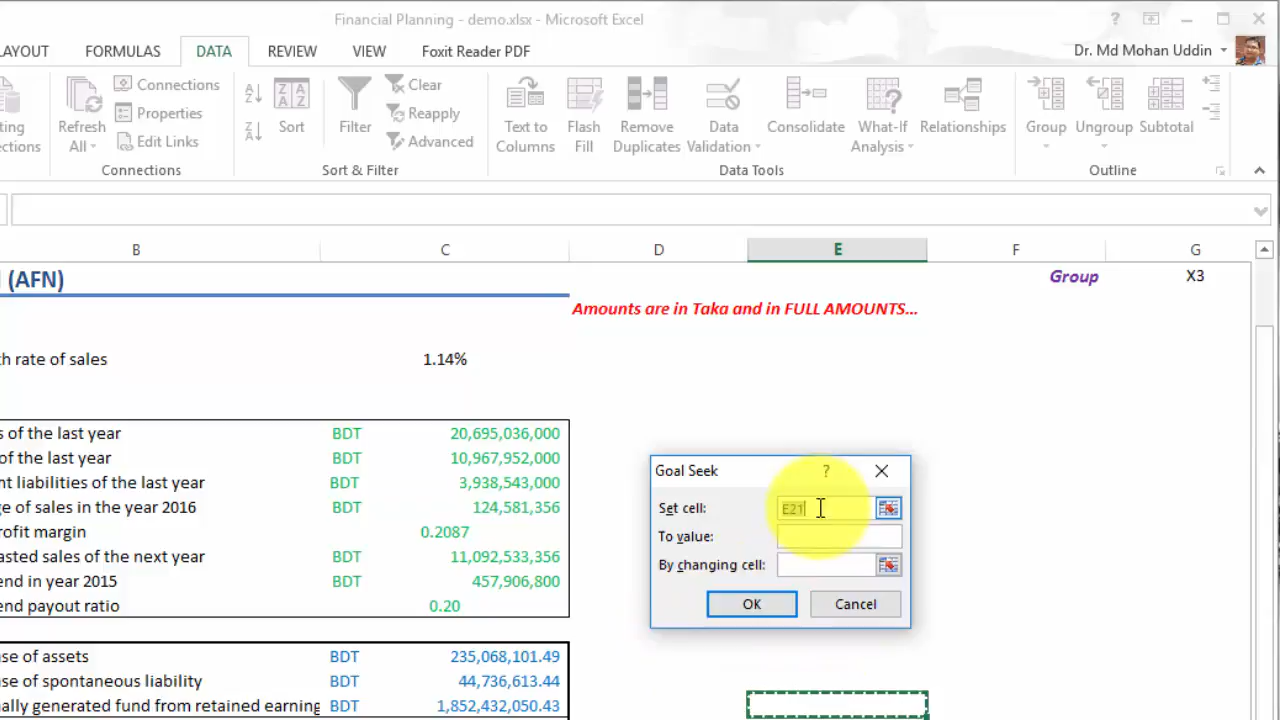 Financial Planning - demo.xlsx - Microsoft Excel
?
LAYOUT FORMULAS DATA REVIEW VIEW Foxit Reader PDF Dr. Md Mohan Uddin
Connections
Properties
Edit Links
Refresh All
Connections
A Z
Z A
Z A A Z
Sort
Filter
Clear
Reapply
Advanced
Sort & Filter
Text to Columns
Flash Fill
Remove Duplicates
Data Validation
Consolidate
What-If Analysis
Relationships
Data Tools
Group
Ungroup
Subtotal
Outline
B C D E F G
(AFN) Group X3
Amounts are in Taka and in FULL AMOUNTS...
th rate of sales 1.14%
s of the last year BDT 20,695,036,000
of the last year BDT 10,967,952,000
nt liabilities of the last year BDT 3,938,543,000
ge of sales in the year 2016 BDT 124,581,356
rofit margin 0.2087
asted sales of the next year BDT 11,092,533,356
end in year 2015 BDT 457,906,800
end payout ratio 0.20
ase of assets BDT 235,068,101.49
ase of spontaneous liability BDT 44,736,613.44
nally generated fund from retained earning BDT 1,852,432,050.43
Goal Seek ?
Set cell: E21
To value:
By changing cell:
OK Cancel